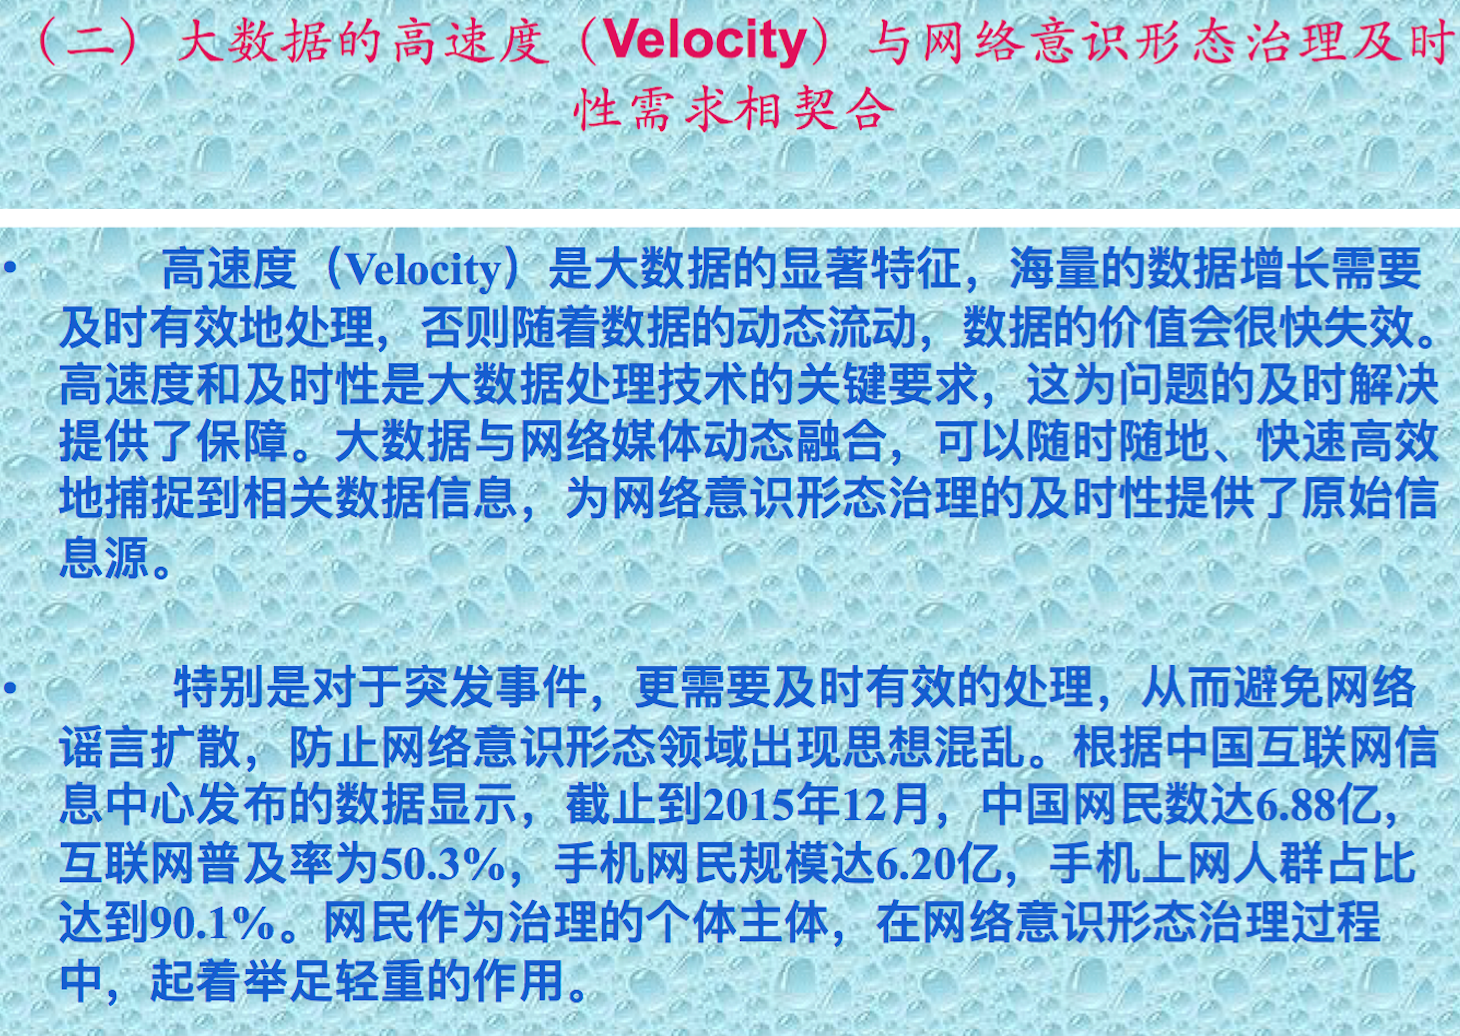 （二）大数据的高速度（Velocity）与网络意识形态治理及时
性需求相契合
• 高速度（Velocity）是大数据的显著特征，海量的数据增长需要
及时有效地处理，否则随着数据的动态流动，数据的价值会很快失效。
高速度和及时性是大数据处理技术的关键要求，这为问题的及时解决
提供了保障。大数据与网络媒体动态融合，可以随时随地、快速高效
地捕捉到相关数据信息，为网络意识形态治理的及时性提供了原始信
息源。
• 特别是对于突发事件，更需要及时有效的处理，从而避免网络
谣言扩散，防止网络意识形态领域出现思想混乱。根据中国互联网信
息中心发布的数据显示，截止到2015年12月，中国网民数达6.88亿，
互联网普及率为50.3%，手机网民规模达6.20亿，手机上网人群占比
达到90.1%。网民作为治理的个体主体，在网络意识形态治理过程
中，起着举足轻重的作用。